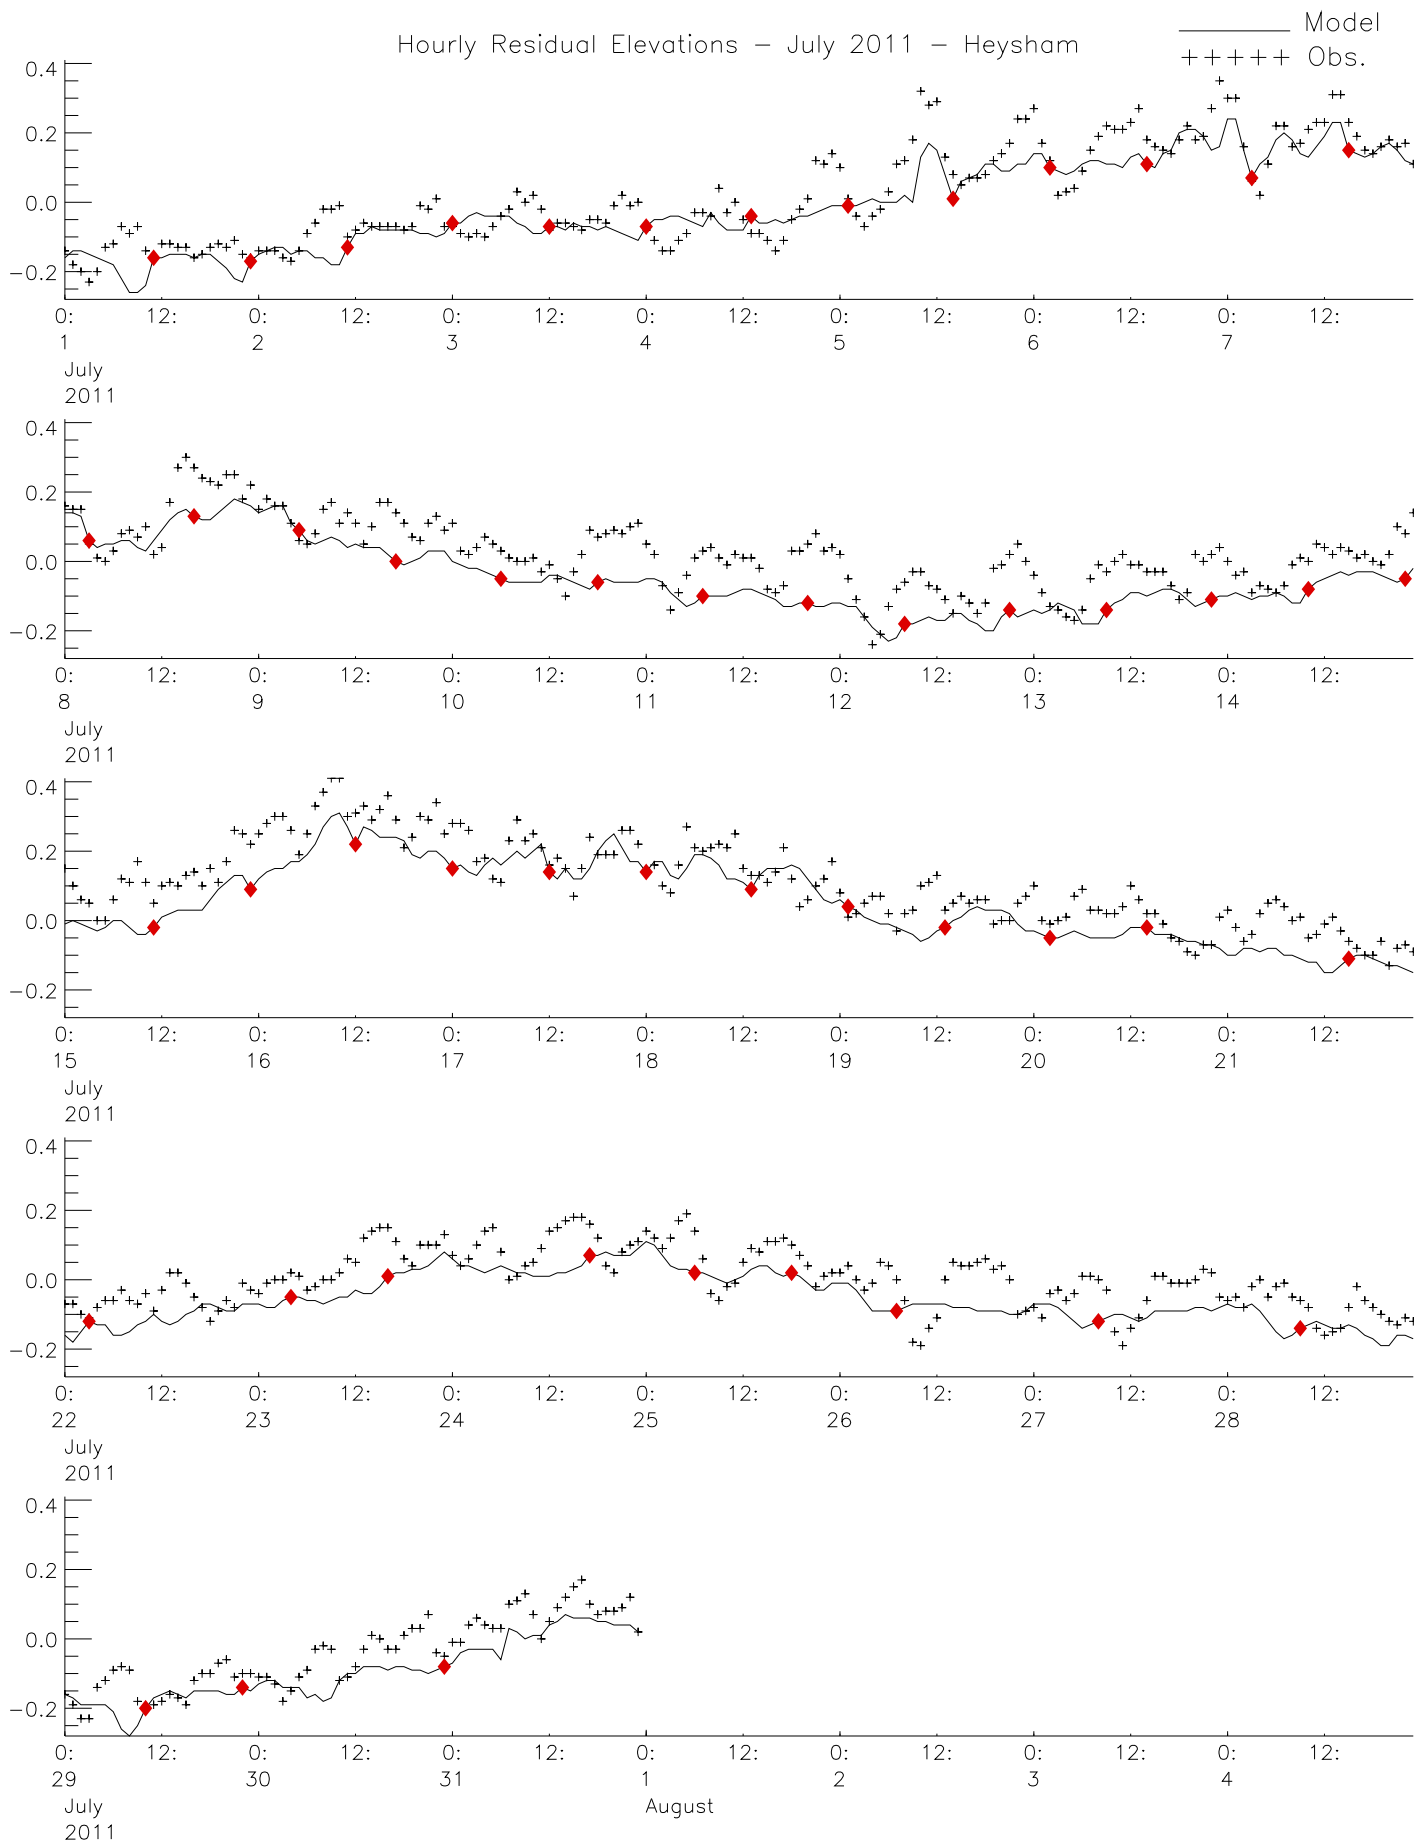 Hourly Residual Elevations – July 2011 – Heysham
Model
+++++ Obs.
0.4
0.2
0.0
−0.2
0: 12: 0: 12: 0: 12: 0: 12: 0: 12: 0: 12: 0: 12:
1 2 3 4 5 6 7
July
2011
0.4
0.2
0.0
−0.2
0: 12: 0: 12: 0: 12: 0: 12: 0: 12: 0: 12: 0: 12:
8 9 10 11 12 13 14
July
2011
0.4
0.2
0.0
−0.2
0: 12: 0: 12: 0: 12: 0: 12: 0: 12: 0: 12: 0: 12:
15 16 17 18 19 20 21
July
2011
0.4
0.2
0.0
−0.2
0: 12: 0: 12: 0: 12: 0: 12: 0: 12: 0: 12: 0: 12:
22 23 24 25 26 27 28
July
2011
0.4
0.2
0.0
−0.2
0: 12: 0: 12: 0: 12: 0: 12: 0: 12: 0: 12: 0: 12:
29 30 31 1 2 3 4
July August
2011